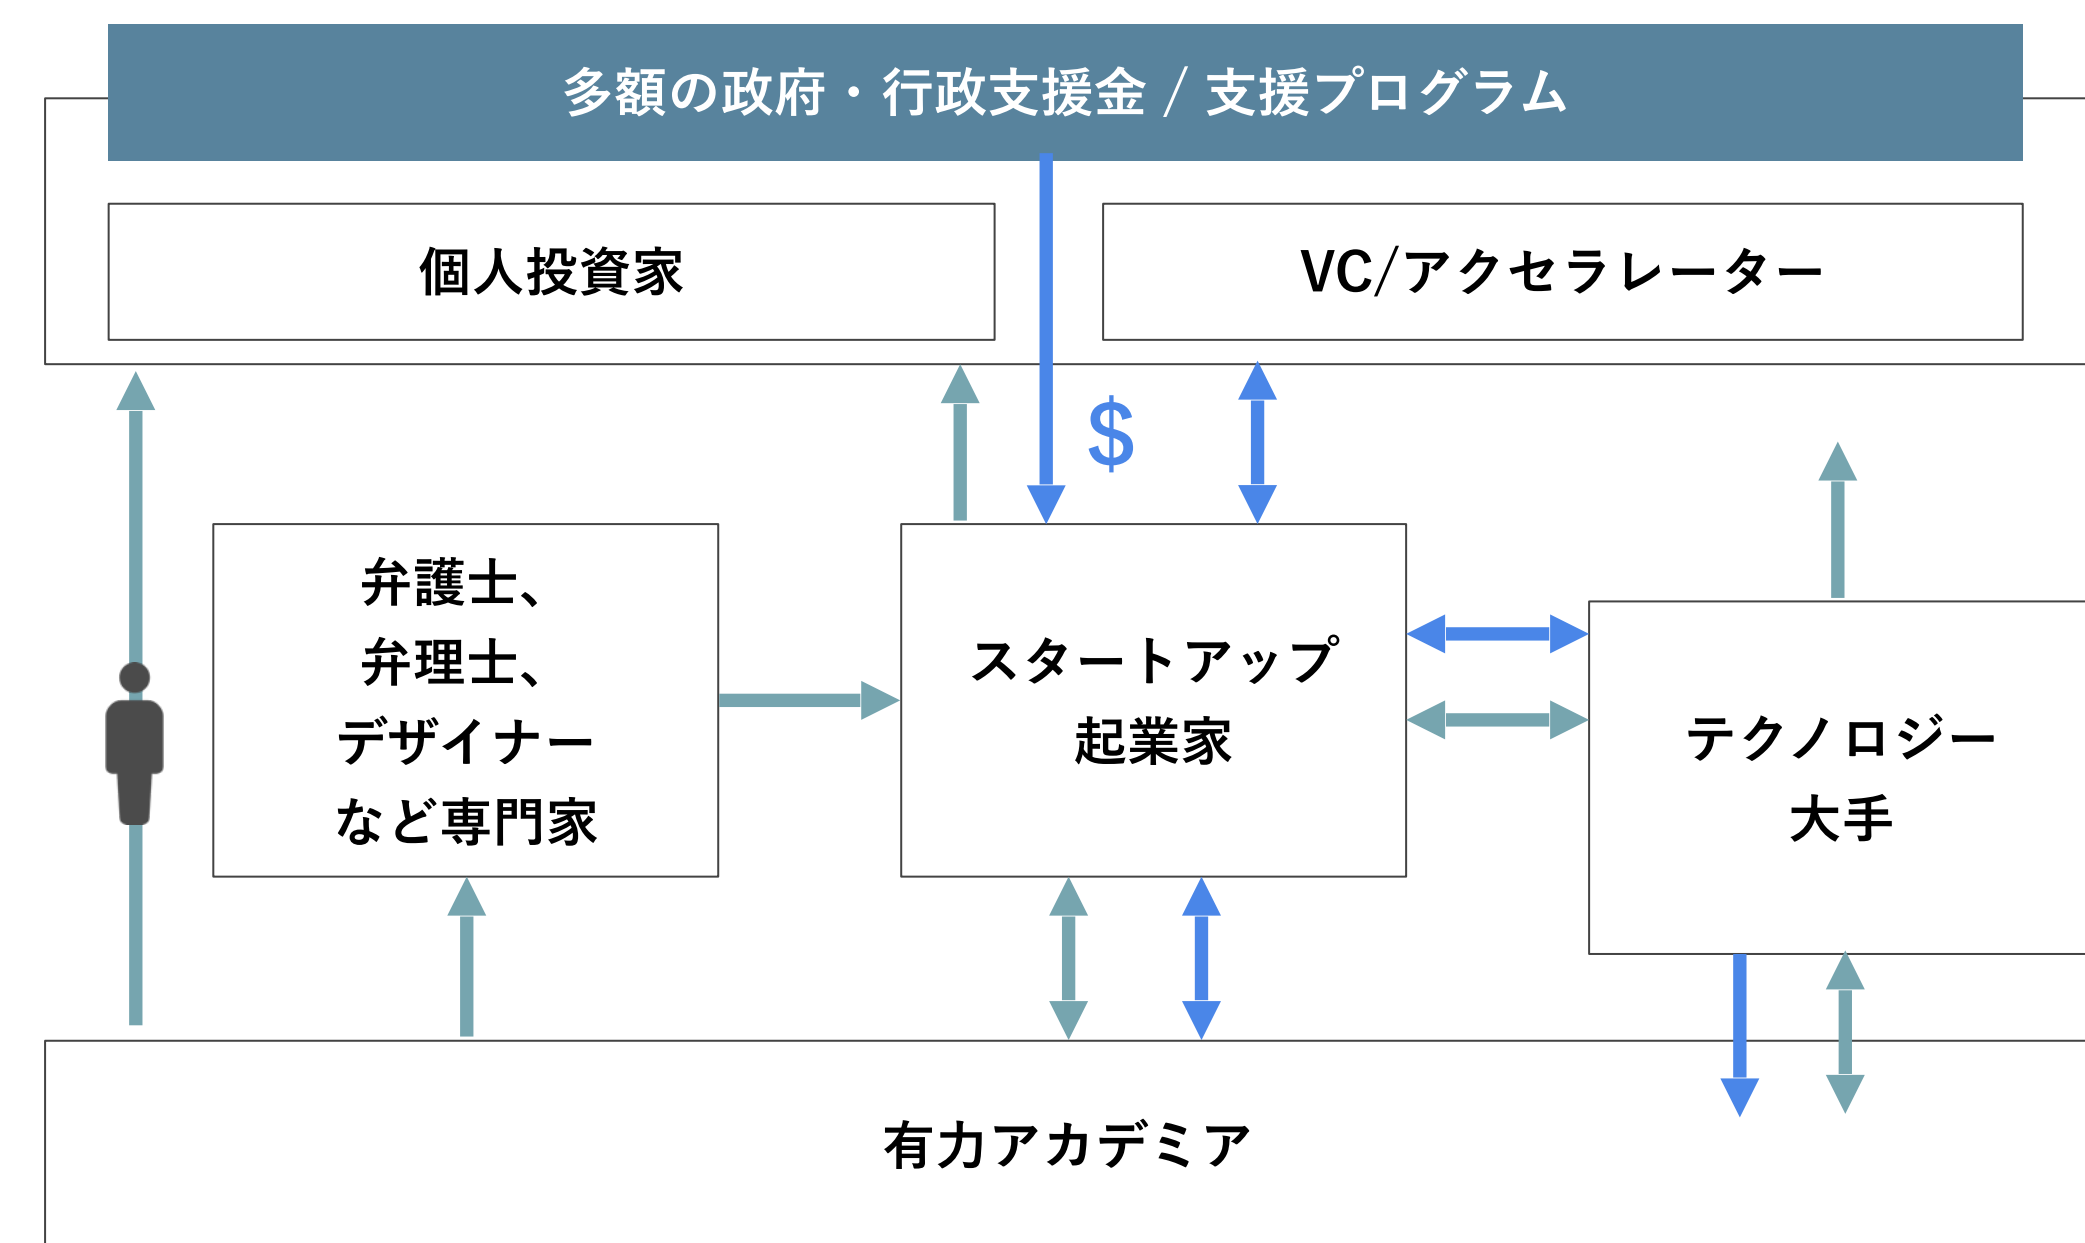 多額の政府・行政支援金 / 支援プログラム
個人投資家
VC/アクセラレーター
$
弁護士、
弁理士、
デザイナー
など専門家
スタートアップ
起業家
テクノロジー
大手
有力アカデミア